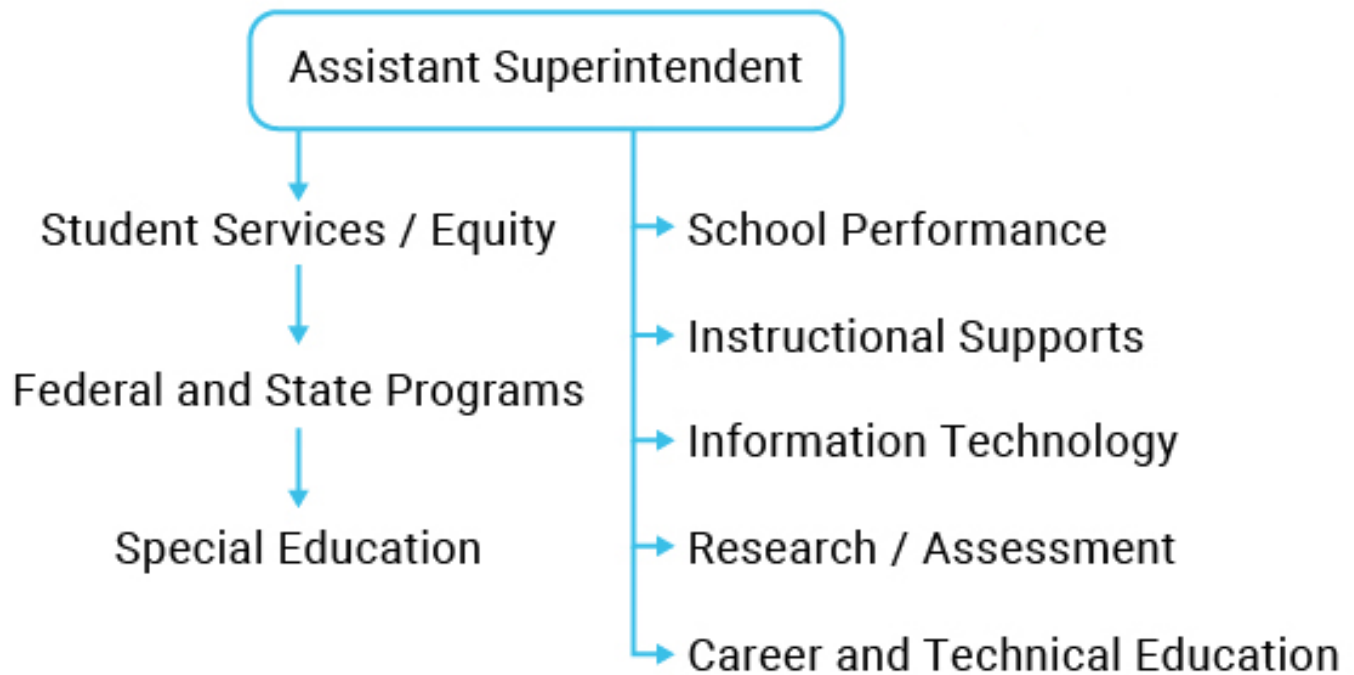 Assistant Superintendent
Student Services / Equity
Federal and State Programs
Special Education
School Performance
Instructional Supports
Information Technology
Research / Assessment
Career and Technical Education